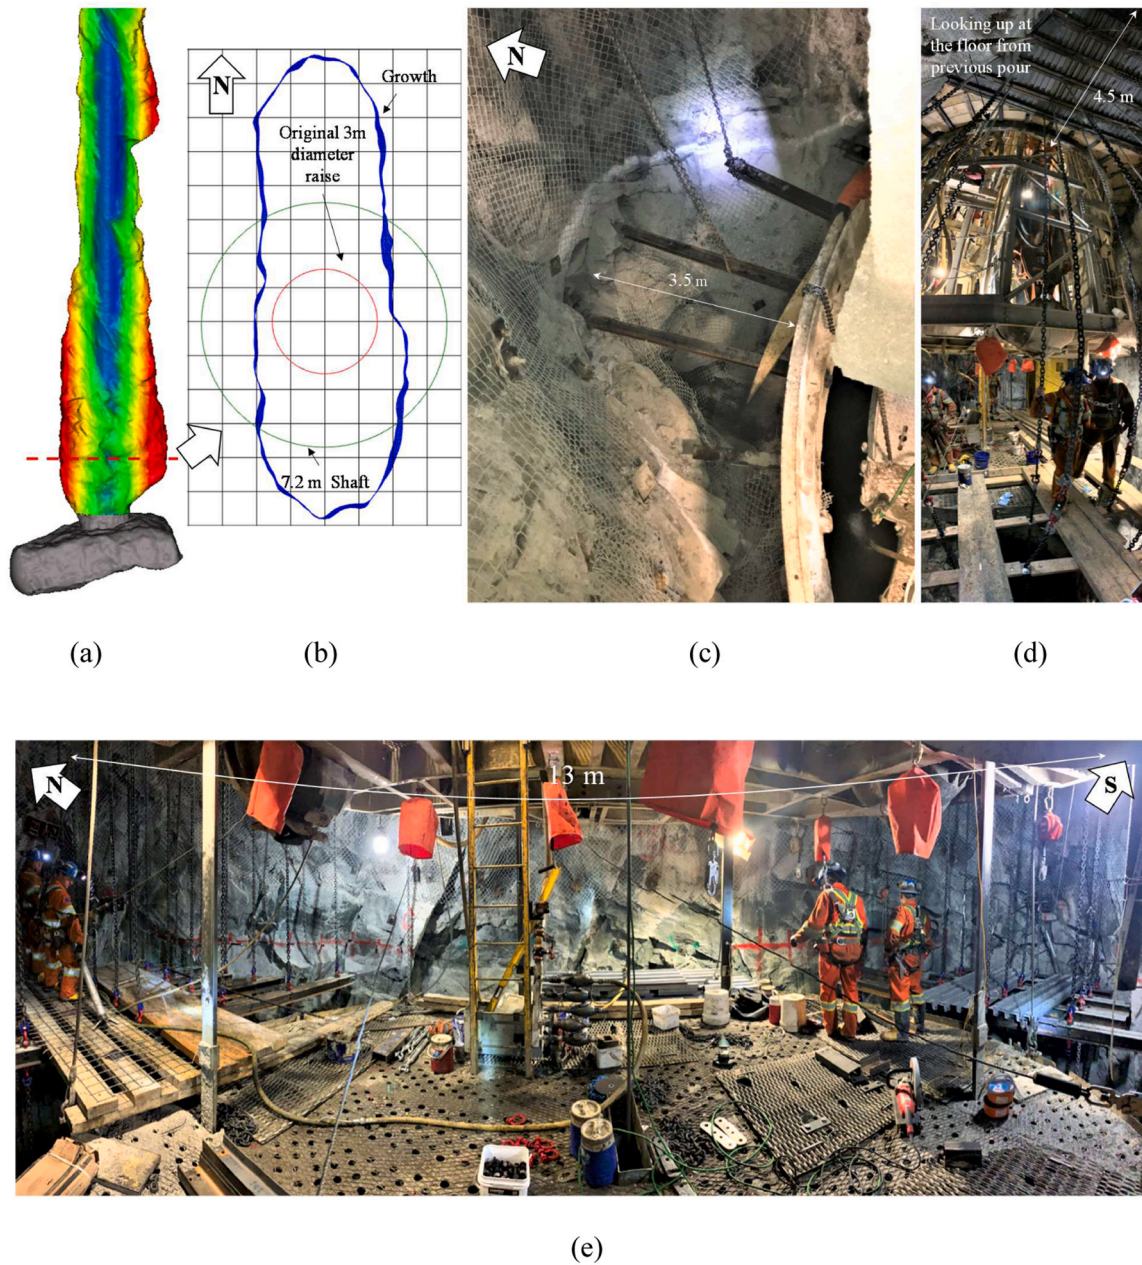 N
Growth
Original 3m
diameter
raise
7.2 m Shaft
N
3.5 m
Looking up at
the floor from
previous pour
4.5 m
(a)
(b)
(c)
(d)
N
13 m
S
(e)